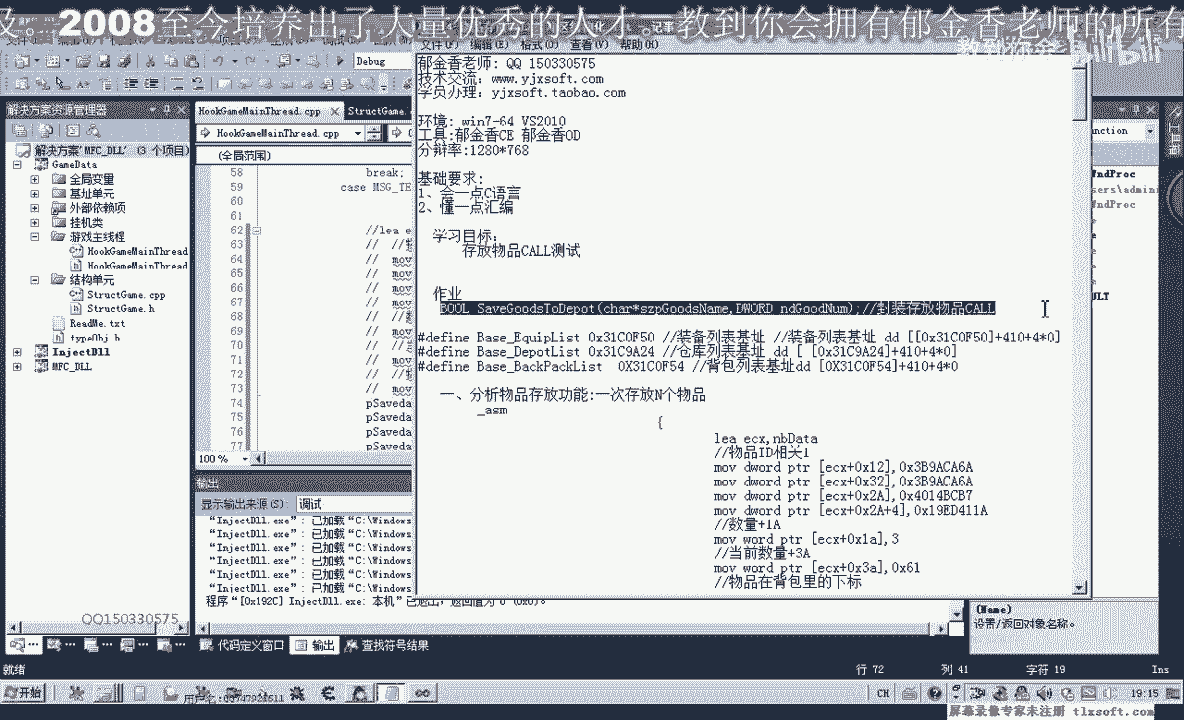 及。2008至今培养出了大量优秀的人才。教到你会拥有郁金香老师的所有
文件(F) 编辑(E) 格式(O) 查看(V) 帮助(H)
Debug
解决方案资源管理器
解决方案"MFC_DLL" (3 个项目)
GameData
全局变量
基址单元
外部依赖项
挂机类
游戏主线程
HookGameMainThread
HookGameMainThread
结构单元
StructGame.cpp
StructGame.h
ReadMe.txt
typeObj.h
InjectDll
MFC_DLL
HookGameMainThread.cpp
StructGame.
HookGameMainThread.cpp
(全局范围)
58 break;
59 case MSG_TE
60
61
62 //lea e
63
64 // mov
65 // mov
66
67
68
69
70
71 // mov
72
73 // mov
74 pSaveda
75 pSaveda
76 pSaveda
77 pSaveda
100 %
郁金香老师: QQ 150330575
技术交流: www.yjxsoft.com
学员办理: yjxsoft.taobao.com
环境: win7-64 VS2010
工具:郁金香CE 郁金香OD
分辩率:1280*768
基础要求:
1、会一点C语言
2、懂一点汇编
学习目标:
存放物品CALL测试
作业
BOOL SaveGoodsToDepot(char*szpGoodsName,DWORD ndGoodNum);//封装存放物品CALL
#define Base_EquipList 0x31C0F50 //装备列表基址 //装备列表基址 dd [[0x31C0F50]+410+4*0]
#define Base_DepotList 0x31C9A24 //仓库列表基址 dd [ [0x31C9A24]+410+4*0]
#define Base_BackPackList 0X31C0F54 //背包列表基址dd [0X31C0F54]+410+4*0
一、分析物品存放功能:一次存放N个物品
_asm
{
lea ecx,nbData
//物品ID相关1
mov dword ptr [ecx+0x12],0x3B9ACA6A
mov dword ptr [ecx+0x32],0x3B9ACA6A
mov dword ptr [ecx+0x2A],0x4014BCB7
mov dword ptr [ecx+0x2A+4],0x19ED411A
//数量+1A
mov word ptr [ecx+0x1a],3
//当前数量+3A
mov word ptr [ecx+0x3a],0x61
//物品在背包里的下标
输出
显示输出来源(S): 调试
"InjectDll.exe": 已加载"C:\Windows
"InjectDll.exe": 已加载"C:\Windows
"InjectDll.exe": 已加载"C:\Windows
"InjectDll.exe": 已加载"C:\Windows
"InjectDll.exe": 已加载"C:\Windows
"InjectDll.exe": 已加载"C:\Windows
程序"[0x192C] InjectDll.exe: 本机"已退出,返回值为 0 (0x0)。
QQ150330575
代码定义窗口 输出 查找符号结果
(Name)
设置/返回对象名称。
就绪
行 72 列 41 字符 19 Ins
开始
CH
19:15
屏幕录像专家未注册 tlxsoft.com